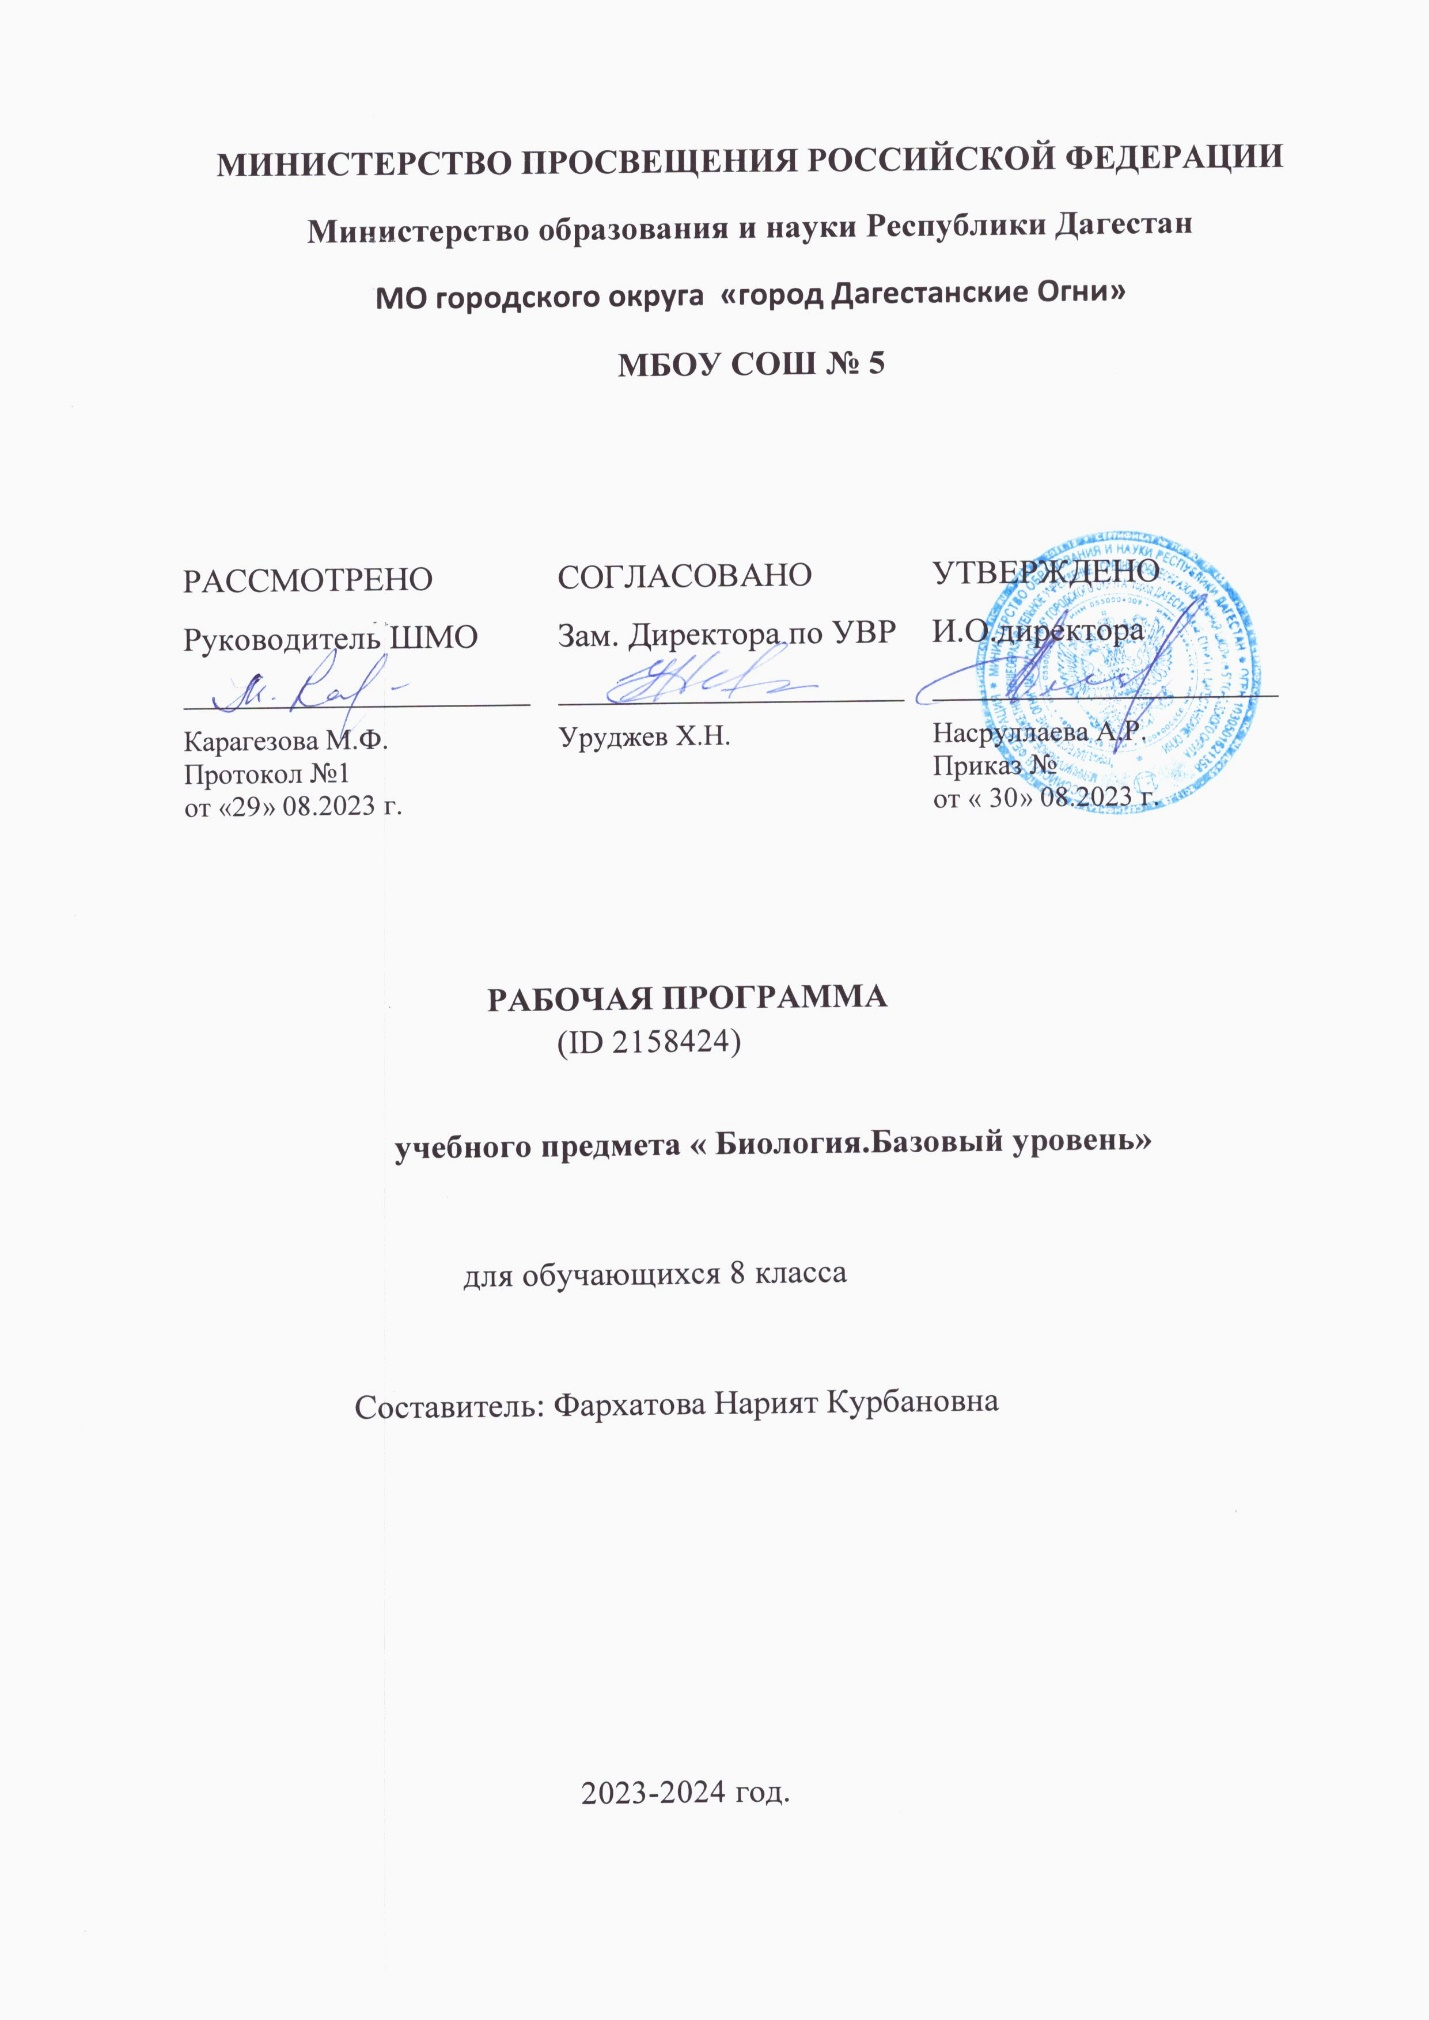 МИНИСТЕРСТВО ПРОСВЕЩЕНИЯ РОССИЙСКОЙ ФЕДЕРАЦИИ
Министерство образования и науки Республики Дагестан
МО городского округа «город Дагестанские Огни»
МБОУ СОШ № 5
РАССМОТРЕНО
Руководитель ШМО
Карагезова М.Ф.
Протокол №1
от «29» 08.2023 г.
СОГЛАСОВАНО
Зам. Директора по УВР
Уруджев Х.Н.
УТВЕРЖДЕНО
И.О.директора
Насруллаева А.Р.
Приказ №
от « 30» 08.2023 г.
РАБОЧАЯ ПРОГРАММА
(ID 2158424)
учебного предмета « Биология.Базовый уровень»
для обучающихся 8 класса
Составитель: Фархатова Нарият Курбановна
2023-2024 год.